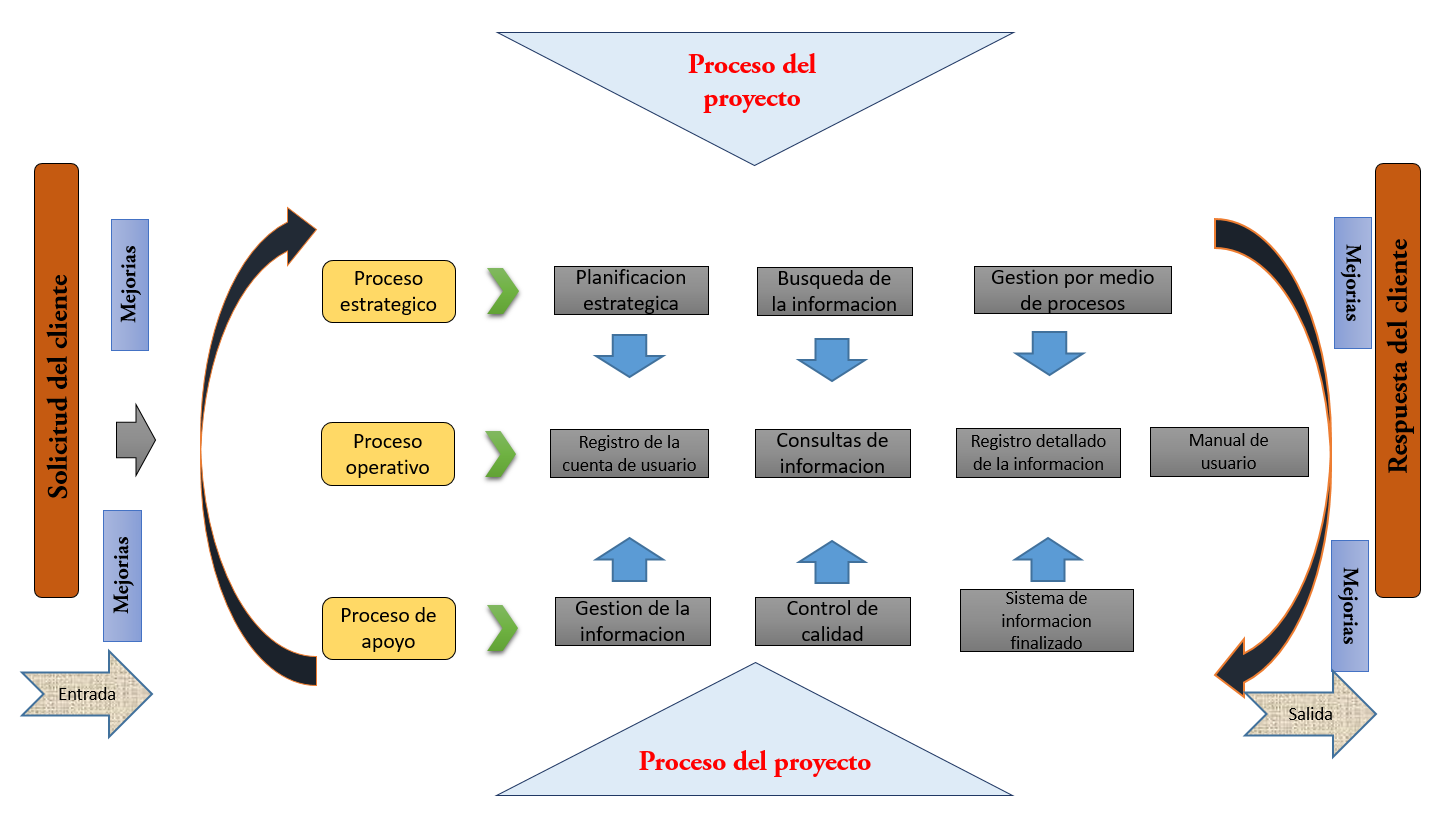 Proceso del
proyecto
Solicitud del cliente
Mejorias
Mejorias
Entrada
Proceso
estrategico
Planificacion
estrategica
Busqueda de
la informacion
Gestion por medio
de procesos
Proceso
operativo
Registro de la
cuenta de usuario
Consultas de
informacion
Registro detallado
de la informacion
Manual de
usuario
Proceso de
apoyo
Gestion de la
informacion
Control de
calidad
Sistema de
informacion
finalizado
Mejorias
Respuesta del cliente
Mejorias
Salida
Proceso del proyecto